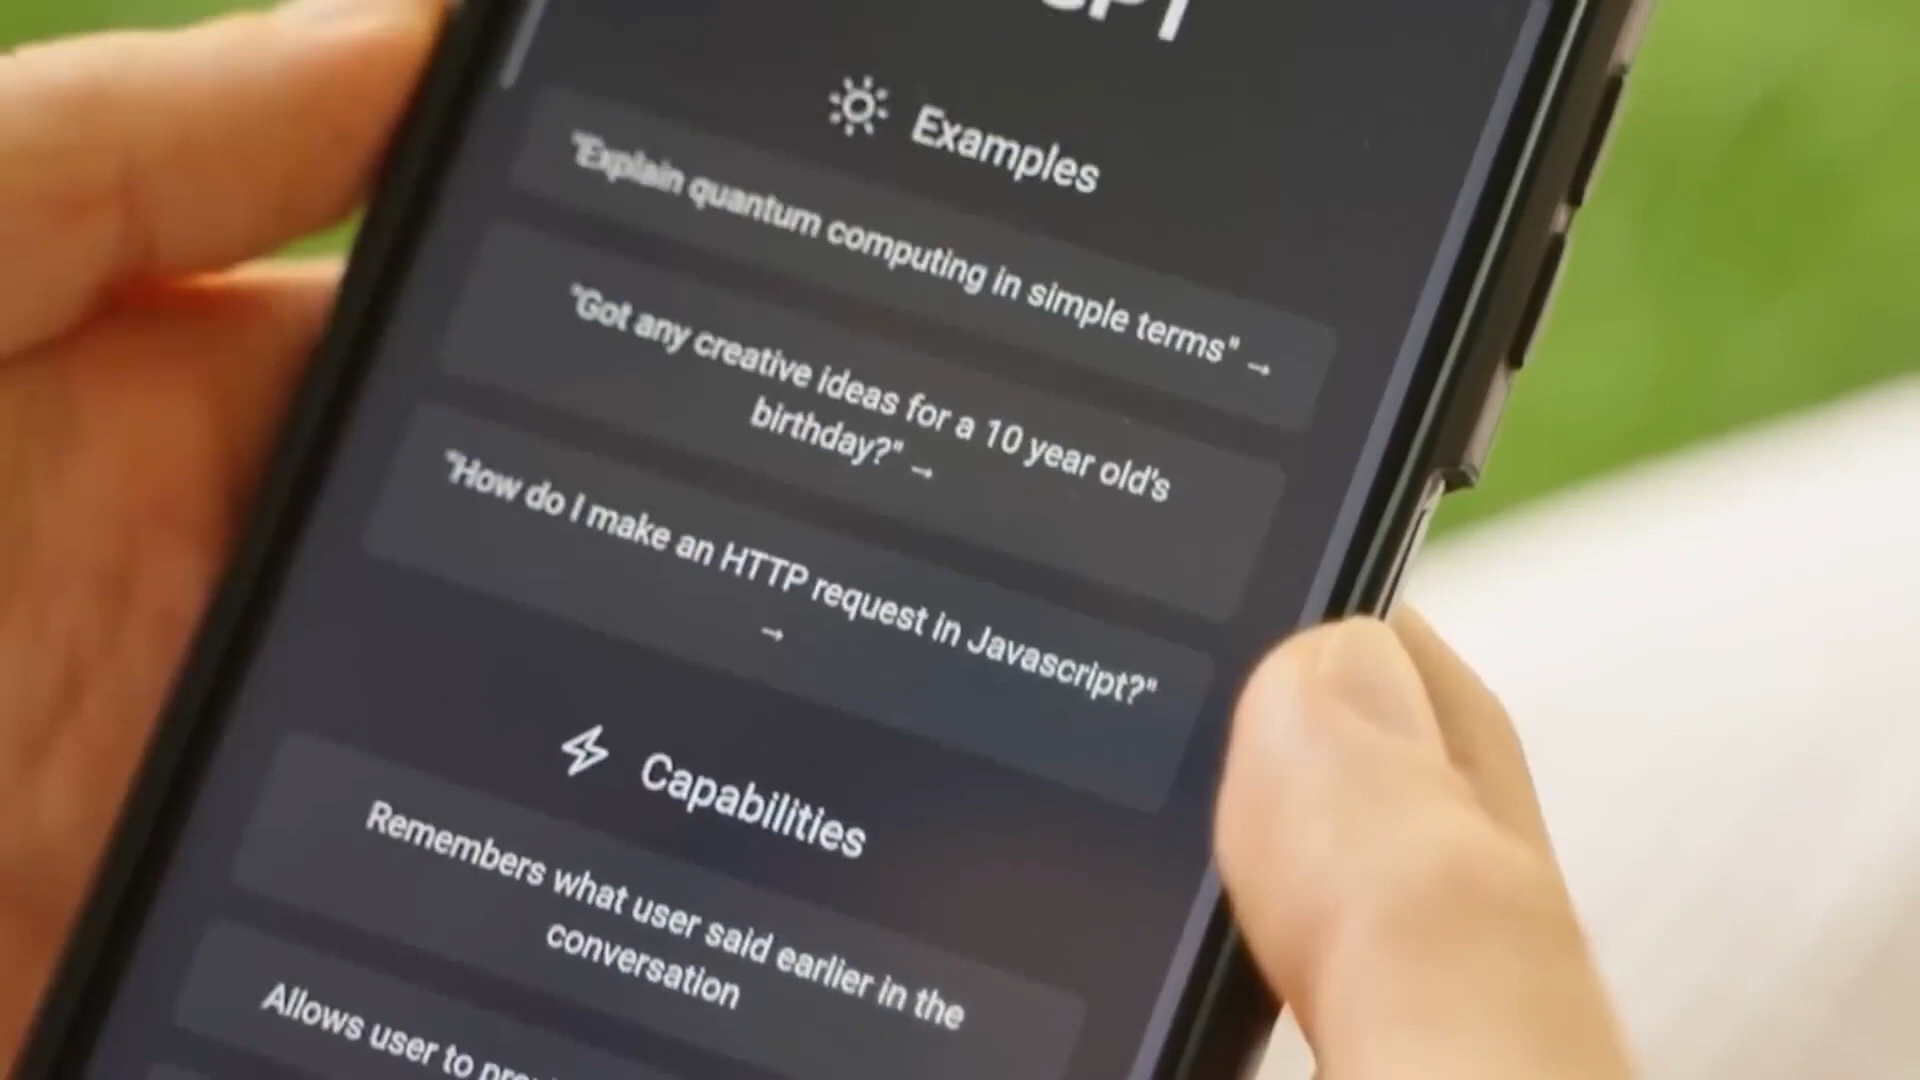 Examples
"Explain quantum computing in simple terms" →
"Got any creative ideas for a 10 year old's
birthday?" →
"How do I make an HTTP request in Javascript?"
→
Capabilities
Remembers what user said earlier in the
conversation
Allows user to